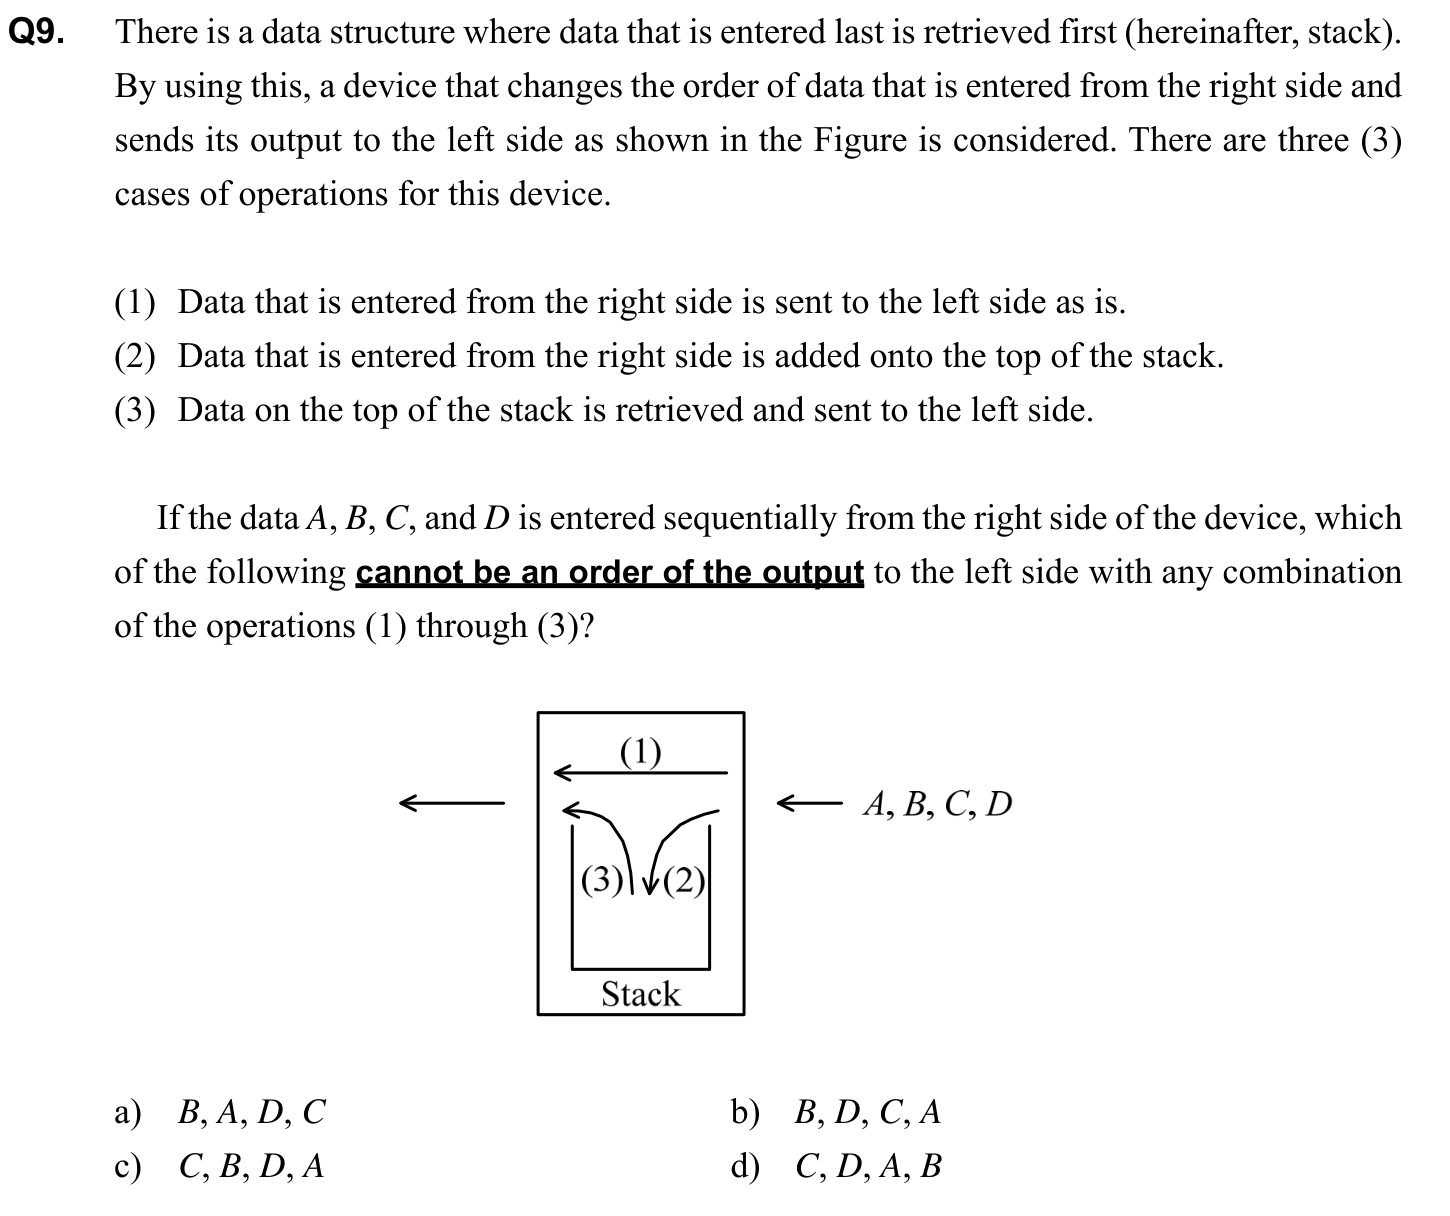 Q9. There is a data structure where data that is entered last is retrieved first (hereinafter, stack).
By using this, a device that changes the order of data that is entered from the right side and
sends its output to the left side as shown in the Figure is considered. There are three (3)
cases of operations for this device.
(1) Data that is entered from the right side is sent to the left side as is.
(2) Data that is entered from the right side is added onto the top of the stack.
(3) Data on the top of the stack is retrieved and sent to the left side.
If the data A, B, C, and D is entered sequentially from the right side of the device, which
of the following cannot be an order of the output to the left side with any combination
of the operations (1) through (3)?
(1)
A, B, C, D
(3) (2)
Stack
a) B, A, D, C b) B, D, C, A
c) C, B, D, A d) C, D, A, B